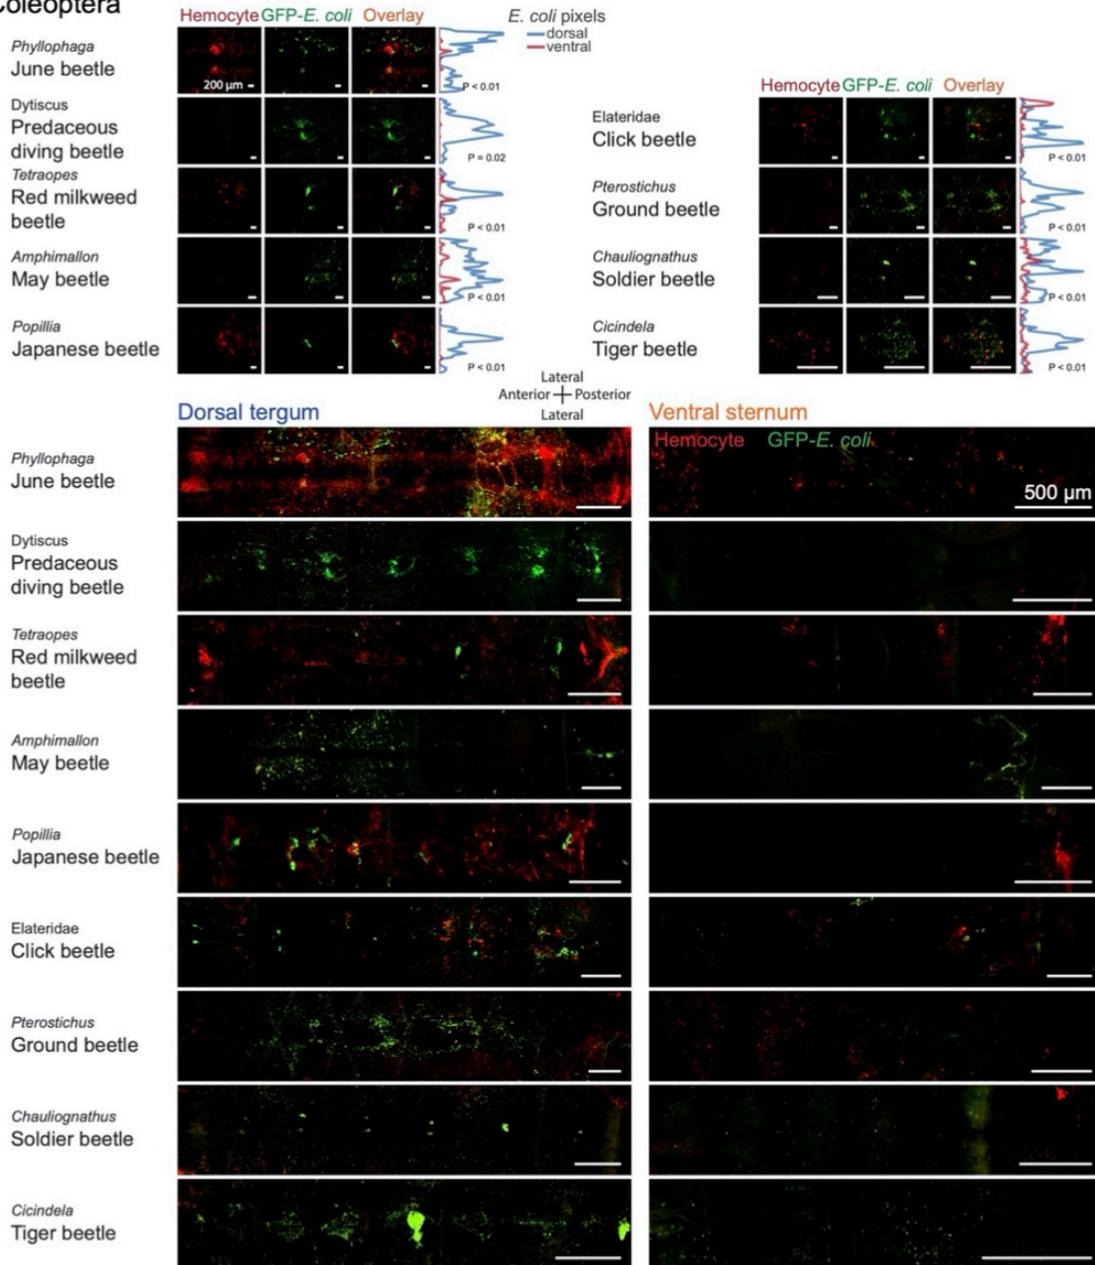 Coleoptera
Hemocyte GFP-E. coli Overlay
E. coli pixels
dorsal
ventral
Phyllophaga
June beetle
200 µm
P < 0.01
Dytiscus
Predaceous
diving beetle
P = 0.02
Tetraopes
Red milkweed
beetle
P < 0.01
Amphimallon
May beetle
P < 0.01
Popillia
Japanese beetle
P < 0.01
Hemocyte GFP-E. coli Overlay
Elateridae
Click beetle
P < 0.01
Pterostichus
Ground beetle
P < 0.01
Chauliognathus
Soldier beetle
P < 0.01
Cicindela
Tiger beetle
P < 0.01
Lateral
Anterior Posterior
Lateral
Dorsal tergum
Ventral sternum
Hemocyte GFP-E. coli
500 µm
Phyllophaga
June beetle
Dytiscus
Predaceous
diving beetle
Tetraopes
Red milkweed
beetle
Amphimallon
May beetle
Popillia
Japanese beetle
Elateridae
Click beetle
Pterostichus
Ground beetle
Chauliognathus
Soldier beetle
Cicindela
Tiger beetle